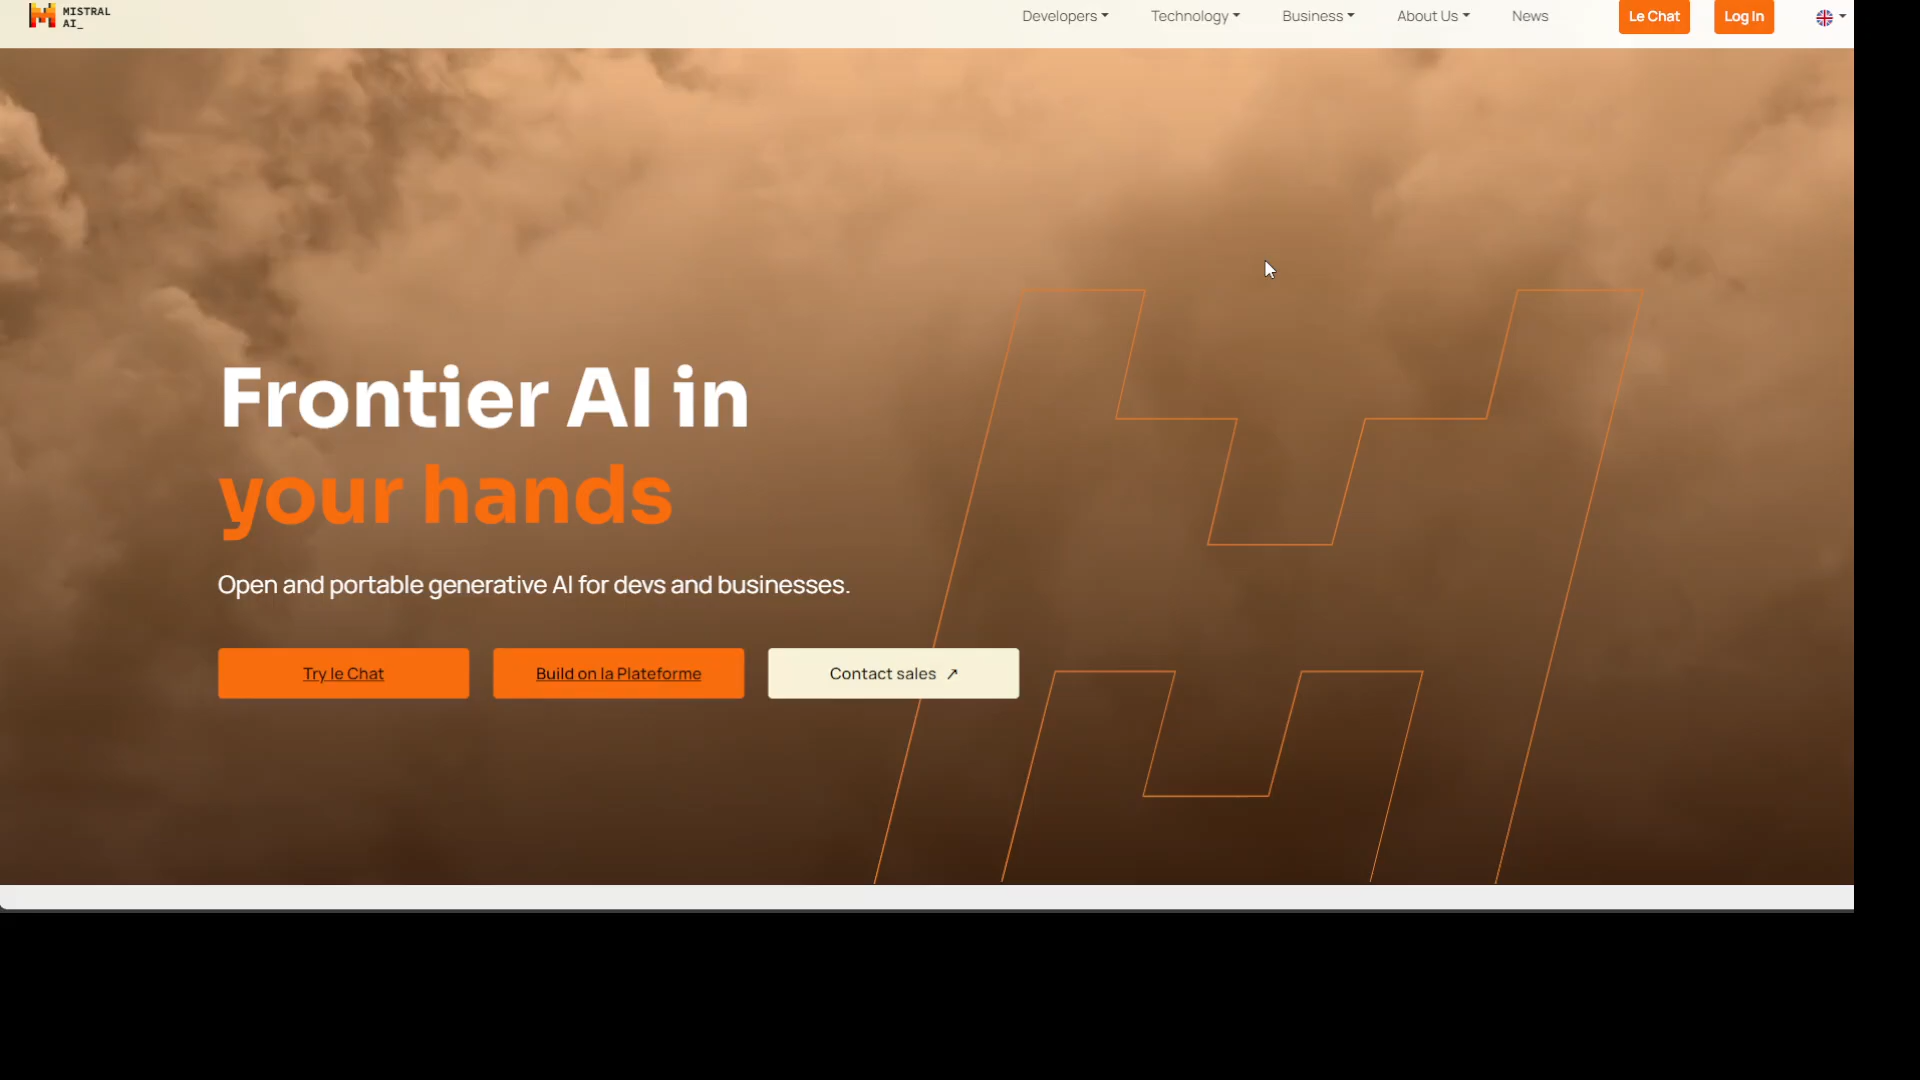 MISTRAL
AI_
Developers
Technology
Business
About Us
News
Le Chat
Log In
Frontier AI in
your hands
Open and portable generative AI for devs and businesses.
Try le Chat
Build on la Plateforme
Contact sales ↗